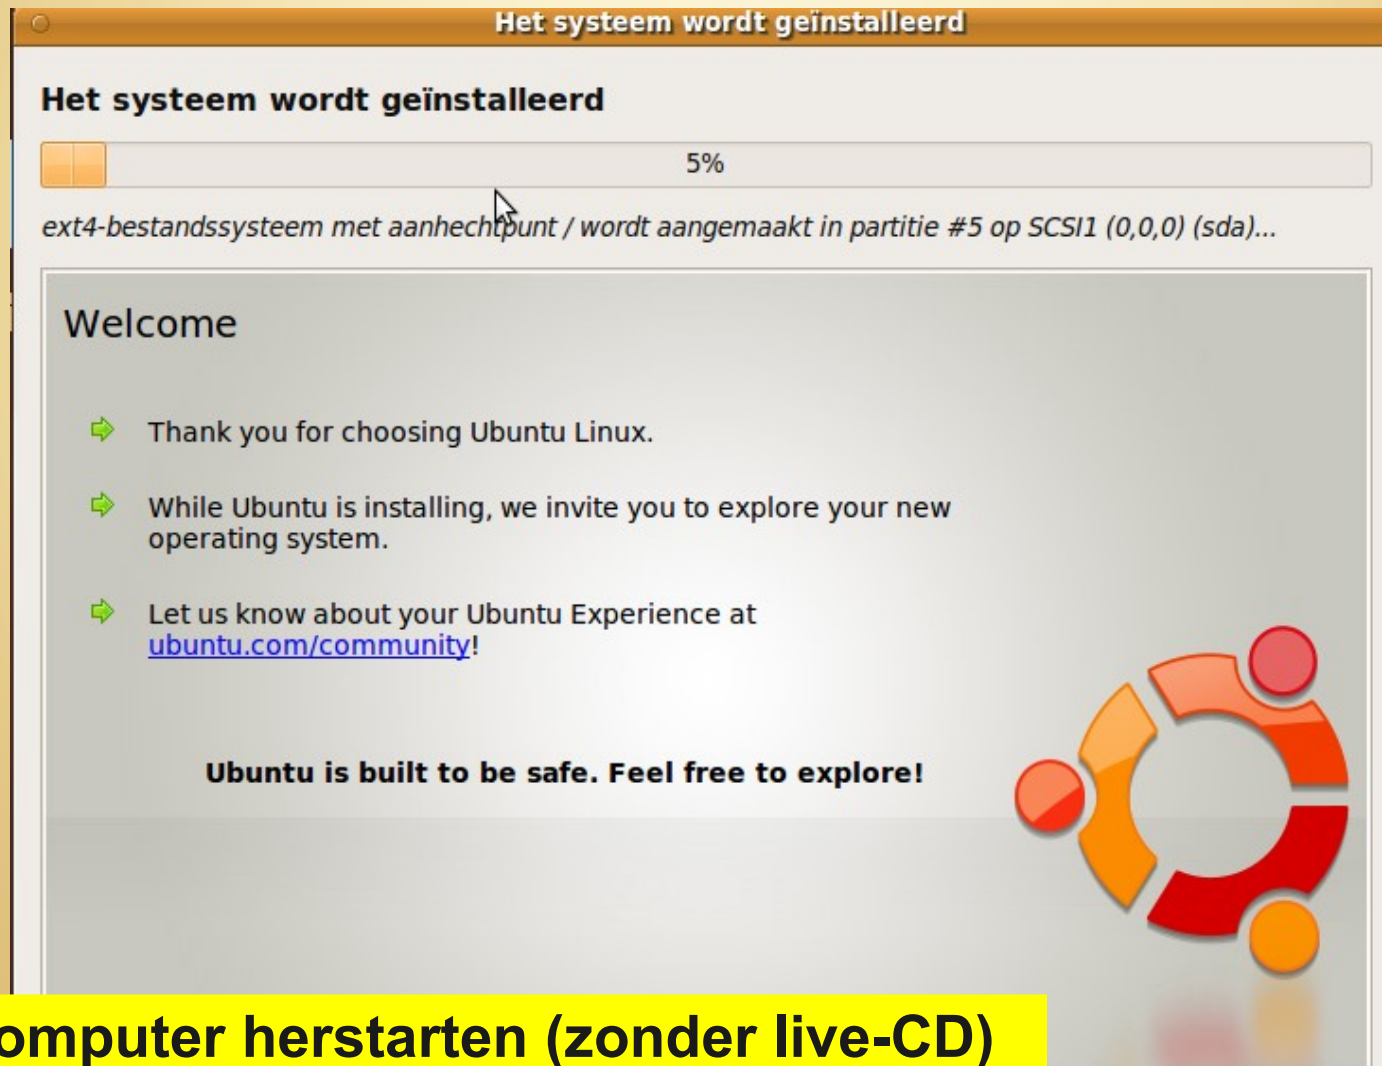 Het systeem wordt geïnstalleerd
Het systeem wordt geïnstalleerd
5%
ext4-bestandssysteem met aanhechtpunt / wordt aangemaakt in partitie #5 op SCSI1 (0,0,0) (sda)...
Welcome
Thank you for choosing Ubuntu Linux.
While Ubuntu is installing, we invite you to explore your new
operating system.
Let us know about your Ubuntu Experience at
ubuntu.com/community!
Ubuntu is built to be safe. Feel free to explore!
omputer herstarten (zonder live-CD)